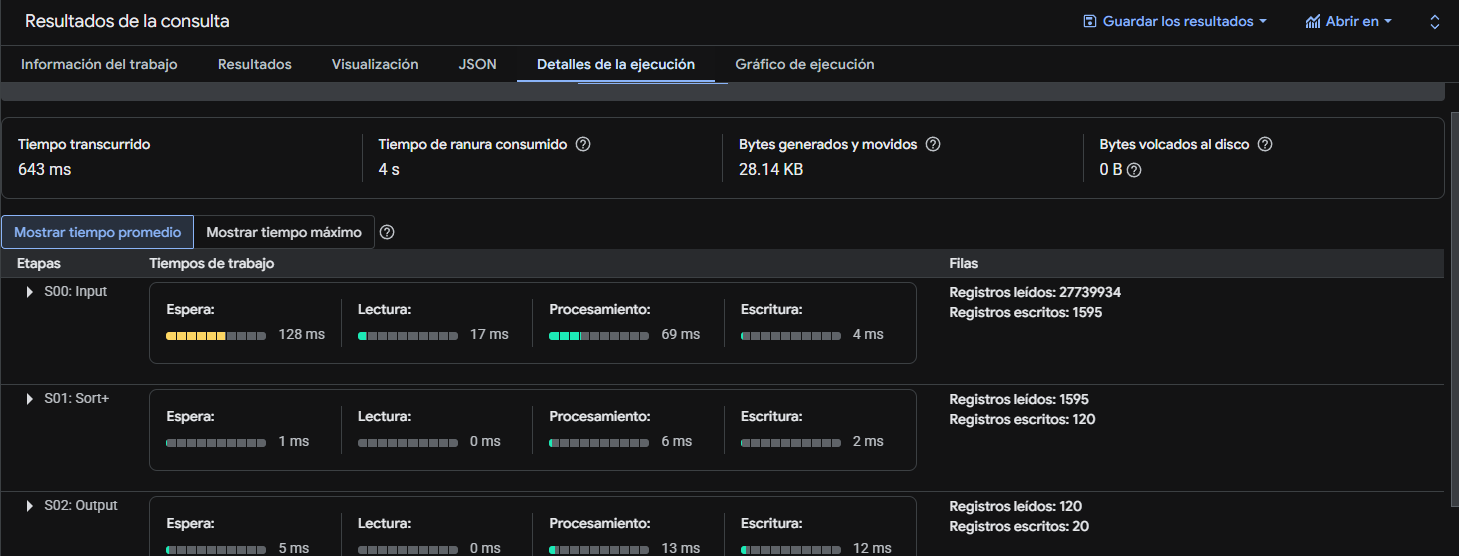 Resultados de la consulta
Guardar los resultados
Abrir en
Información del trabajo
Resultados
Visualización
JSON
Detalles de la ejecución
Gráfico de ejecución
Tiempo transcurrido
643 ms
Tiempo de ranura consumido
4 s
Bytes generados y movidos
28.14 KB
Bytes volcados al disco
0 B
Mostrar tiempo promedio
Mostrar tiempo máximo
Etapas
Tiempos de trabajo
Filas
S00: Input
Espera:
128 ms
Lectura:
17 ms
Procesamiento:
69 ms
Escritura:
4 ms
Registros leídos: 27739934
Registros escritos: 1595
S01: Sort+
Espera:
1 ms
Lectura:
0 ms
Procesamiento:
6 ms
Escritura:
2 ms
Registros leídos: 1595
Registros escritos: 120
S02: Output
Espera:
5 ms
Lectura:
0 ms
Procesamiento:
13 ms
Escritura:
12 ms
Registros leídos: 120
Registros escritos: 20